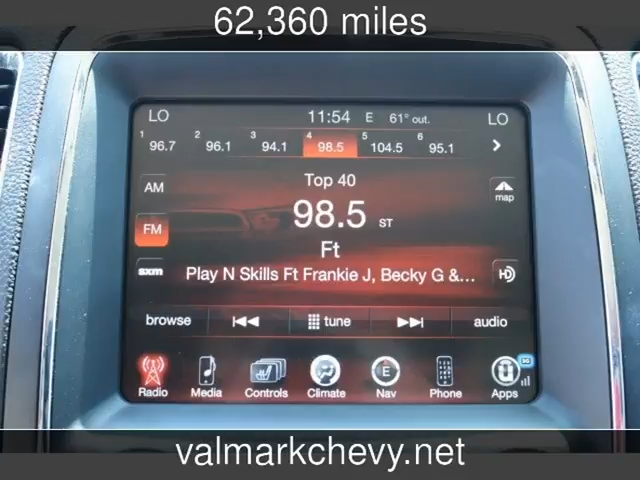 62,360 miles
LO 11:54 E 61° out. LO
1 96.7 2 96.1 3 94.1 4 98.5 5 104.5 6 95.1 >
AM Top 40 map
FM 98.5 ST
Ft
sxm Play N Skills Ft Frankie J, Becky G &... HD
browse tune audio
E 3G
Radio Media Controls Climate Nav Phone Apps
valmarkchevy.net